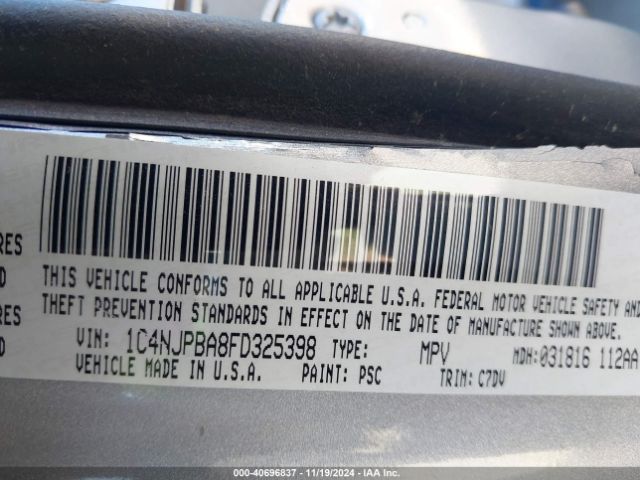 RES
THIS VEHICLE CONFORMS TO ALL APPLICABLE U.S.A. FEDERAL MOTOR VEHICLE SAFETY AND
THEFT PREVENTION STANDARDS IN EFFECT ON THE DATE OF MANUFACTURE SHOWN ABOVE.
VIN: 1C4NJPBA8FD325398 TYPE: MPV MDH:031816 112AA
VEHICLE MADE IN U.S.A. PAINT: PSC TRIM: C7DV
00-40696837 - 11/19/2024 - IAA Inc.